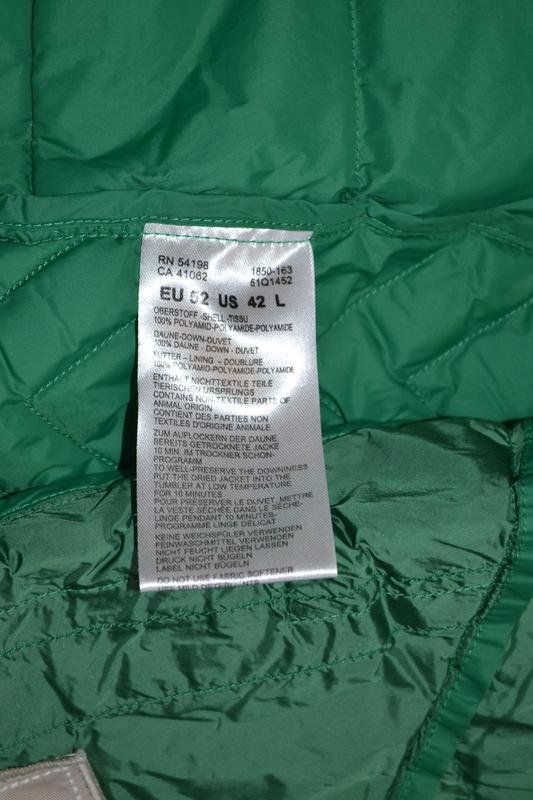 RN 54198
CA 41062
1850-163
61Q1452
EU 52 US 42 L
OBERSTOFF -SHELL -TISSU
100% POLYAMID-POLYAMIDE-POLYAMIDE
DAUNE-DOWN-DUVET
100% DAUNE - DOWN - DUVET
FUTTER – LINING – DOUBLURE
100% POLYAMID-POLYAMIDE-POLYAMIDE
ENTHÄLT NICHTTEXTILE TEILE
TIERISCHEN URSPRUNGS
CONTAINS NON-TEXTILE PARTS OF
ANIMAL ORIGIN
CONTIENT DES PARTIES NON
TEXTILES D'ORIGINE ANIMALE
ZUM AUFLOCKERN DER DAUNE,
BEREITS GETROCKNETE JACKE
10 MIN. IM TROCKNER SCHON-
PROGRAMM
TO WELL-PRESERVE THE DOWNINESS
PUT THE DRIED JACKET INTO THE
TUMBLER AT LOW TEMPERATURE
FOR 10 MINUTES
POUR PRÉSERVER LE DUVET, METTRE
LA VESTE SÉCHÉE DANS LE SÈCHE-
LINGE PENDANT 10 MINUTES-
PROGRAMME LINGE DÉLICAT
KEINE WEICHSPÜLER VERWENDEN
FEINWASCHMITTEL VERWENDEN
NICHT FEUCHT LIEGEN LASSEN
DRUCK NICHT BÜGELN
LABEL NICHT BÜGELN
DO NOT USE FABRIC SOFTENER
USE MILD DETERGENTS